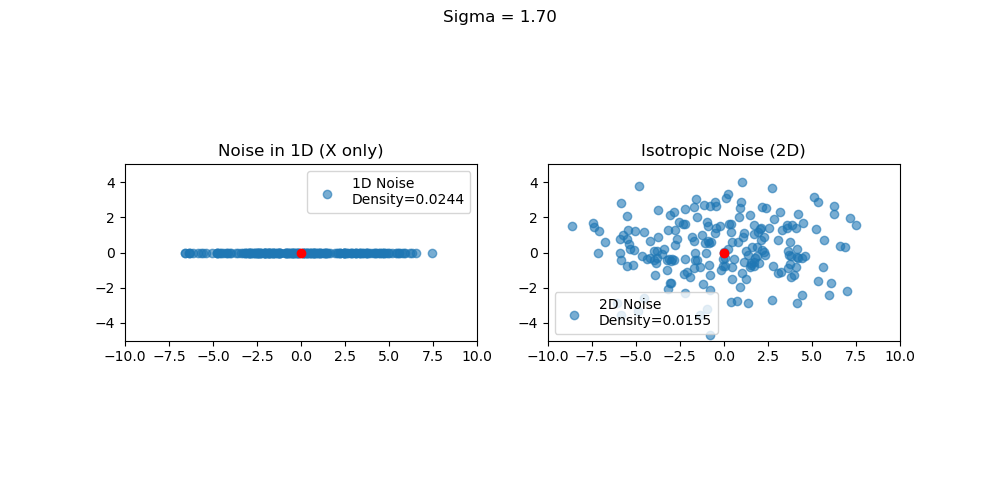 Sigma = 1.70
Noise in 1D (X only)
1D Noise
Density=0.0244
4
2
0
−2
−4
−10.0 −7.5 −5.0 −2.5 0.0 2.5 5.0 7.5 10.0
Isotropic Noise (2D)
4
2
0
−2
−4
2D Noise
Density=0.0155
−10.0 −7.5 −5.0 −2.5 0.0 2.5 5.0 7.5 10.0